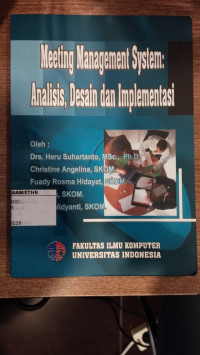 Meeting Management System:
Analisis, Desain dan Implementasi
Oleh :
Drs. Heru Suhartanto, MSc., Ph.D
Christine Angelina, SKOM
Fuady Rosma Hidayat, SKOM
SKOM
Widyanti, SKOM
FAKULTAS ILMU KOMPUTER
UNIVERSITAS INDONESIA